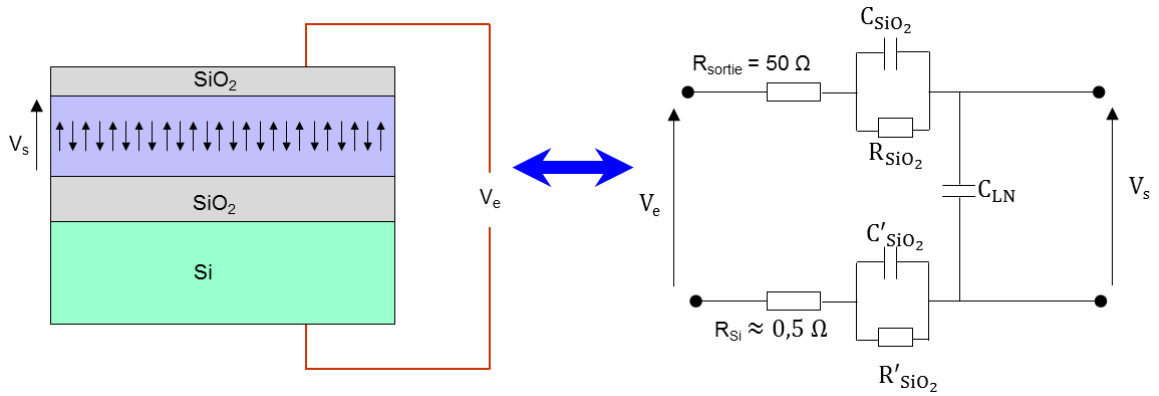 SiO₂
Vₛ
SiO₂
Si
Vₑ
C_SiO₂
R_sortie = 50 Ω
R_SiO₂
Vₑ
C_LN
Vₛ
C'_SiO₂
R_Si ≈ 0,5 Ω
R'_SiO₂